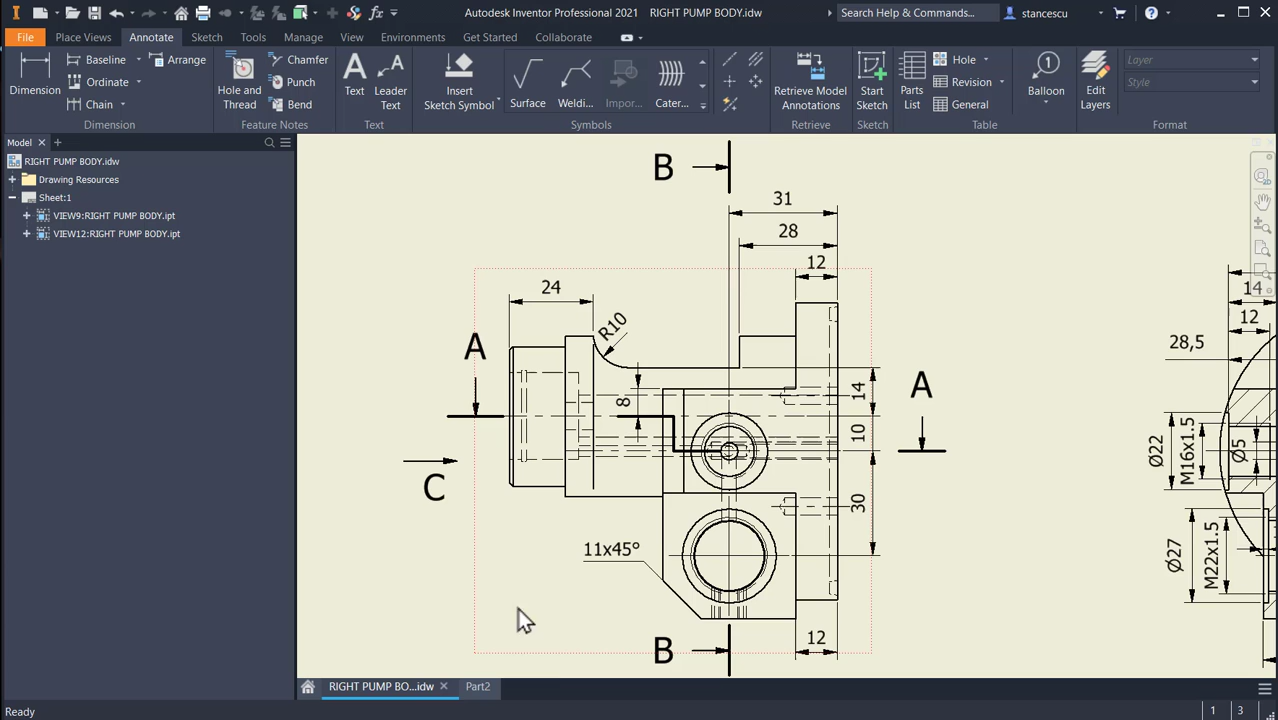 Autodesk Inventor Professional 2021 RIGHT PUMP BODY.idw
Search Help & Commands...
stancescu
File Place Views Annotate Sketch Tools Manage View Environments Get Started Collaborate
Dimension
Baseline
Ordinate
Chain
Arrange
Dimension
Hole and Thread
Chamfer
Punch
Bend
Feature Notes
Text
Leader Text
Text
Insert Sketch Symbol
Surface
Weldi...
Impor...
Cater...
Symbols
Retrieve Model Annotations
Retrieve
Start Sketch
Sketch
Parts List
Hole
Revision
General
Table
Balloon
Edit Layers
Layer
Style
Format
Model
RIGHT PUMP BODY.idw
Drawing Resources
Sheet:1
VIEW9:RIGHT PUMP BODY.ipt
VIEW12:RIGHT PUMP BODY.ipt
B
31
28
12
24
R10
A
A
8
14
10
30
C
11x45°
B
12
14
12
28,5
Ø22
M16x1.5
Ø5
Ø27
M22x1.5
RIGHT PUMP BO...idw
Part2
Ready
1 3